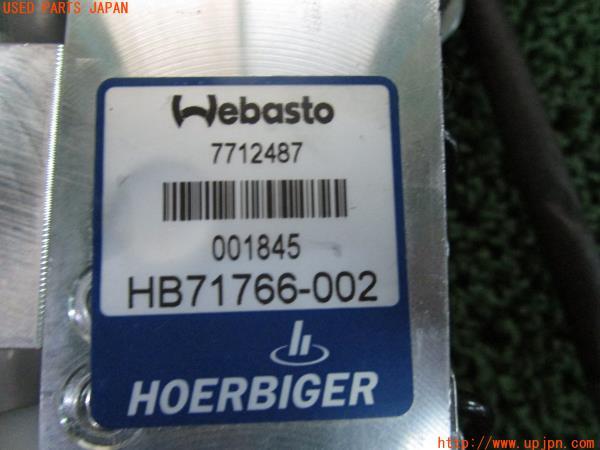 USED PARTS JAPAN
Webasto
7712487
001845
HB71766-002
HOERBIGER
http://www.upjpn.com/